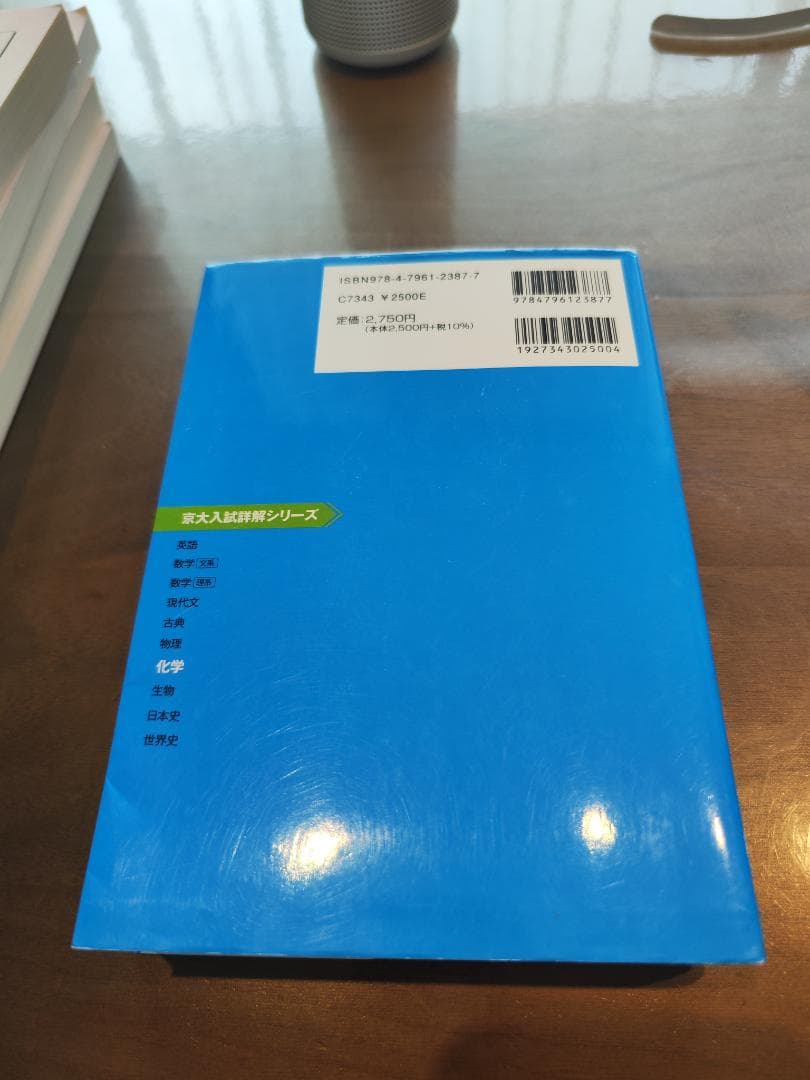 ISBN978-4-7961-2387-7
C7343 ¥2500E
定価:2,750円
(本体2,500円+税10%)
9784796123877
1927343025004
京大入試詳解シリーズ
英語
数学 文系
数学 理系
現代文
古典
物理
化学
生物
日本史
世界史